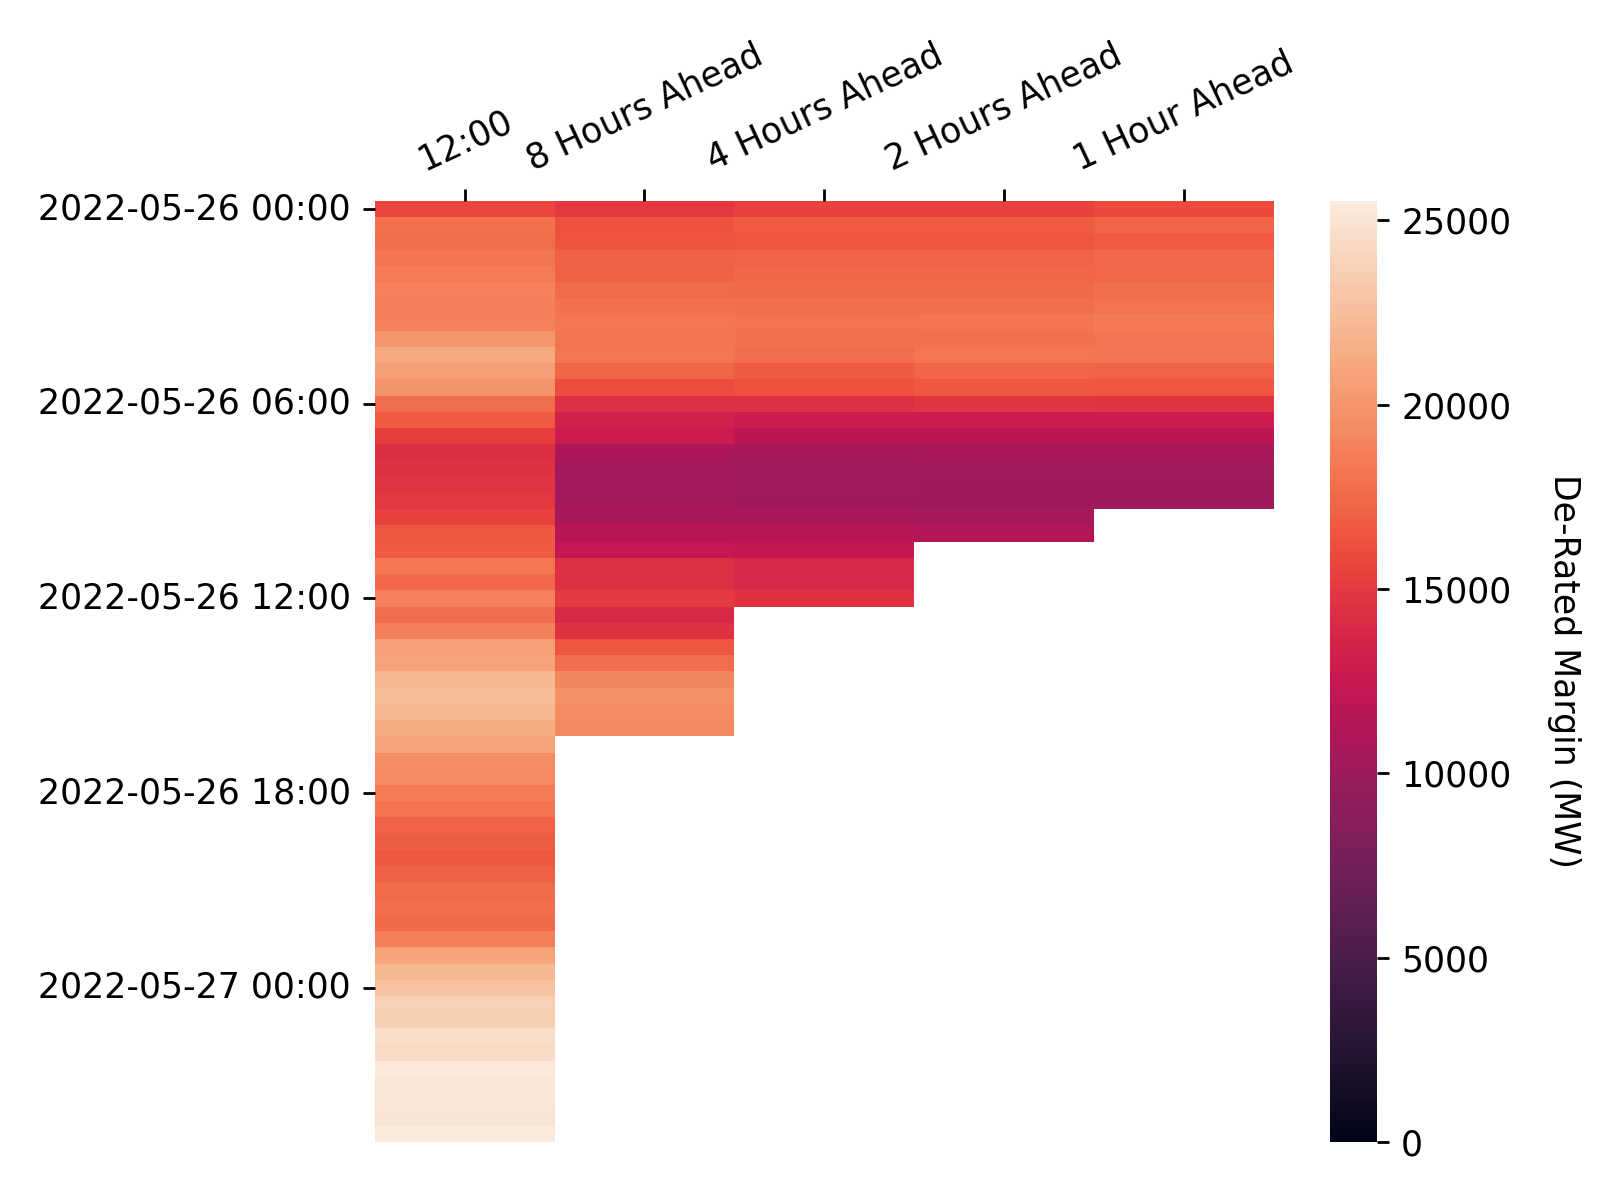 12:00
8 Hours Ahead
4 Hours Ahead
2 Hours Ahead
1 Hour Ahead
2022-05-26 00:00
2022-05-26 06:00
2022-05-26 12:00
2022-05-26 18:00
2022-05-27 00:00
25000
20000
15000
10000
5000
0
De-Rated Margin (MW)